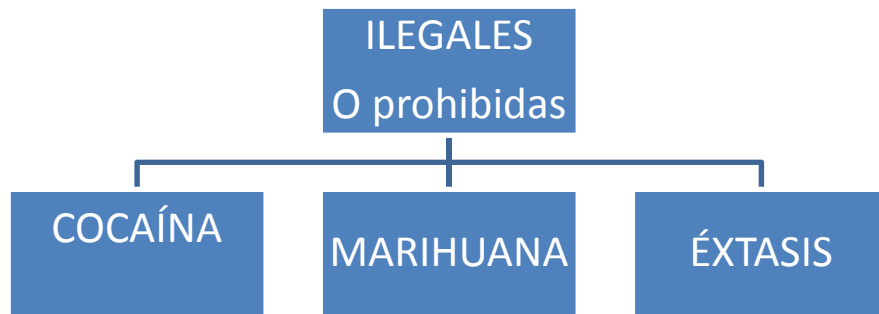 ILEGALES
O prohibidas
COCAÍNA
MARIHUANA
ÉXTASIS